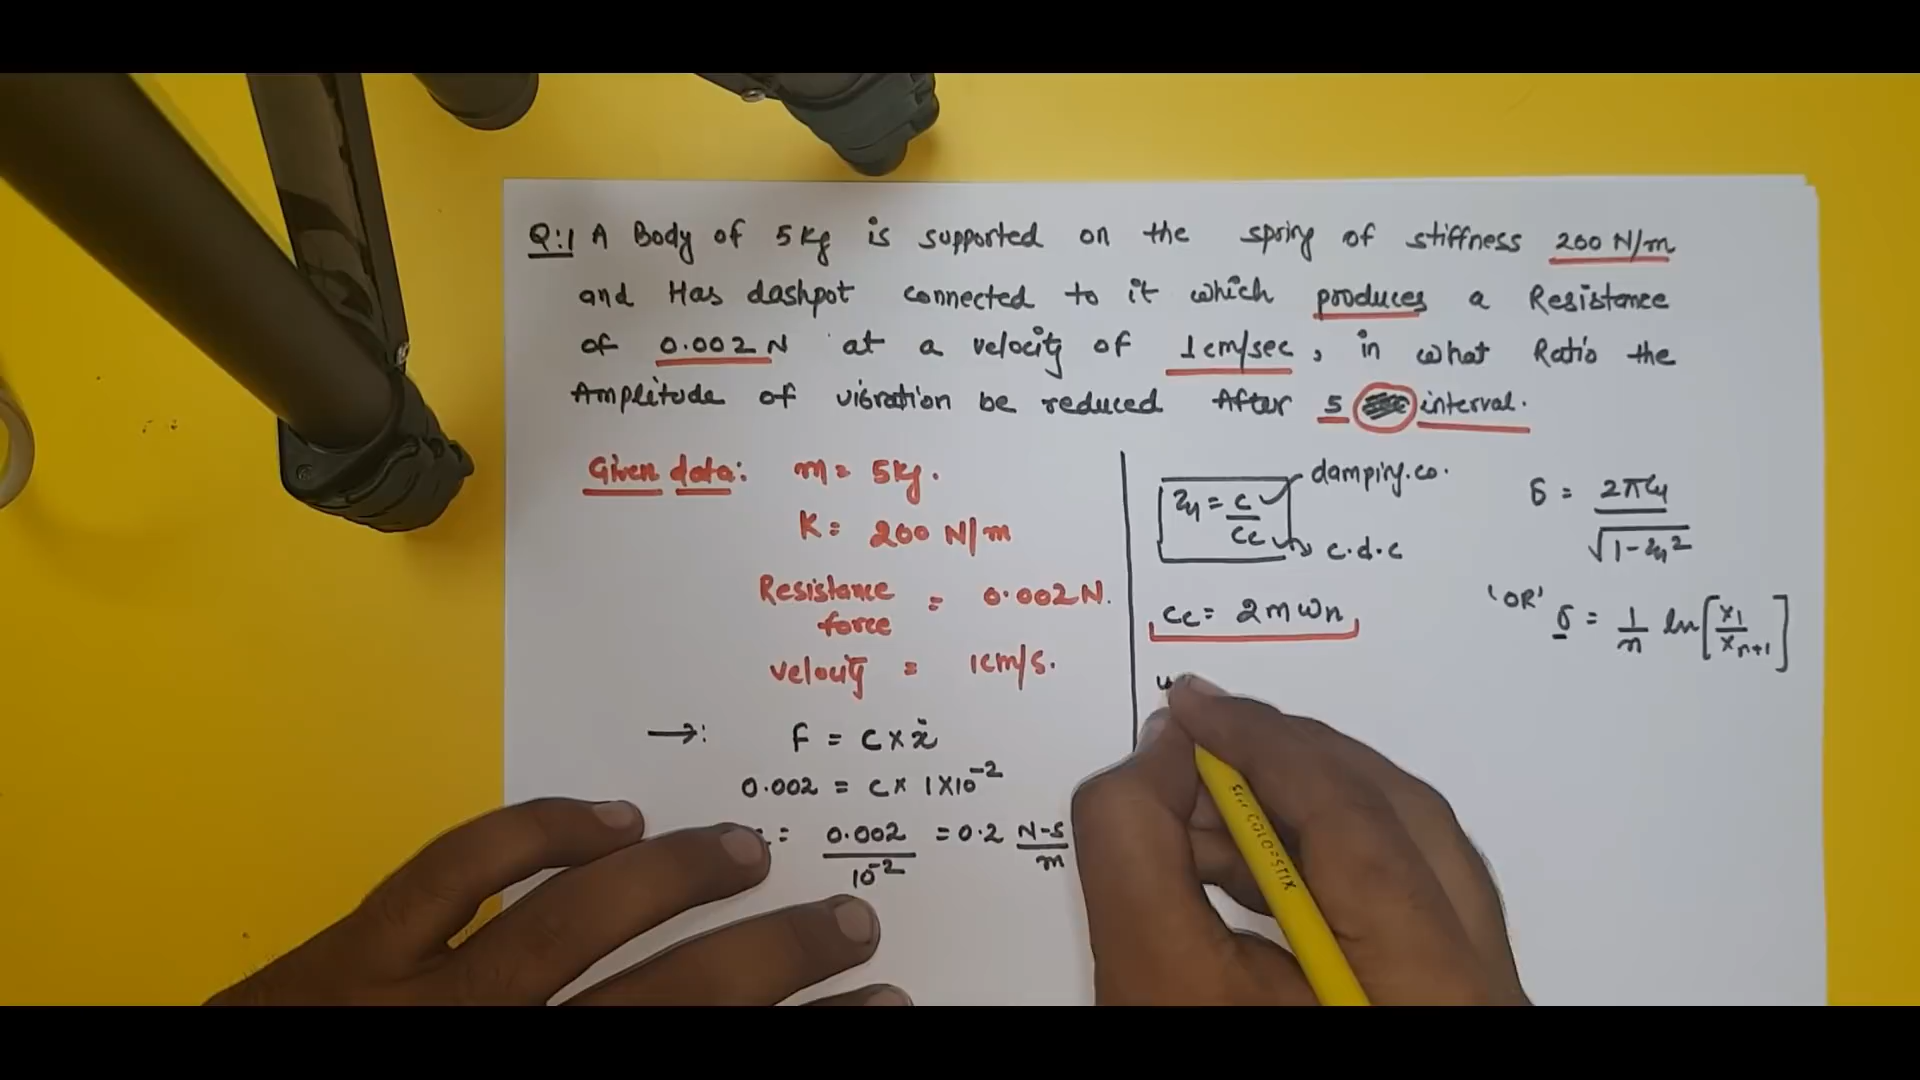 Q:1 A Body of 5 Kg is supported on the spring of stiffness 200 N/m
and Has dashpot connected to it which produces a Resistance
of 0.002 N at a velocity of 1 cm/sec, in what Ratio the
Amplitude of vibration be reduced After 5 interval.
Given data: m = 5 kg.
K = 200 N/m
Resistance force = 0.002 N.
velocity = 1 cm/s.
→: F = c × ẋ
0.002 = c × 1×10⁻²
= 0.002 / 10⁻² = 0.2 N-s/m
ξ = c / cc
damping.co.
c.d.c
cc = 2mωn
δ = 2πξ / √(1-ξ²)
'OR' δ = 1/n ln[x₁ / xₙ₊₁]